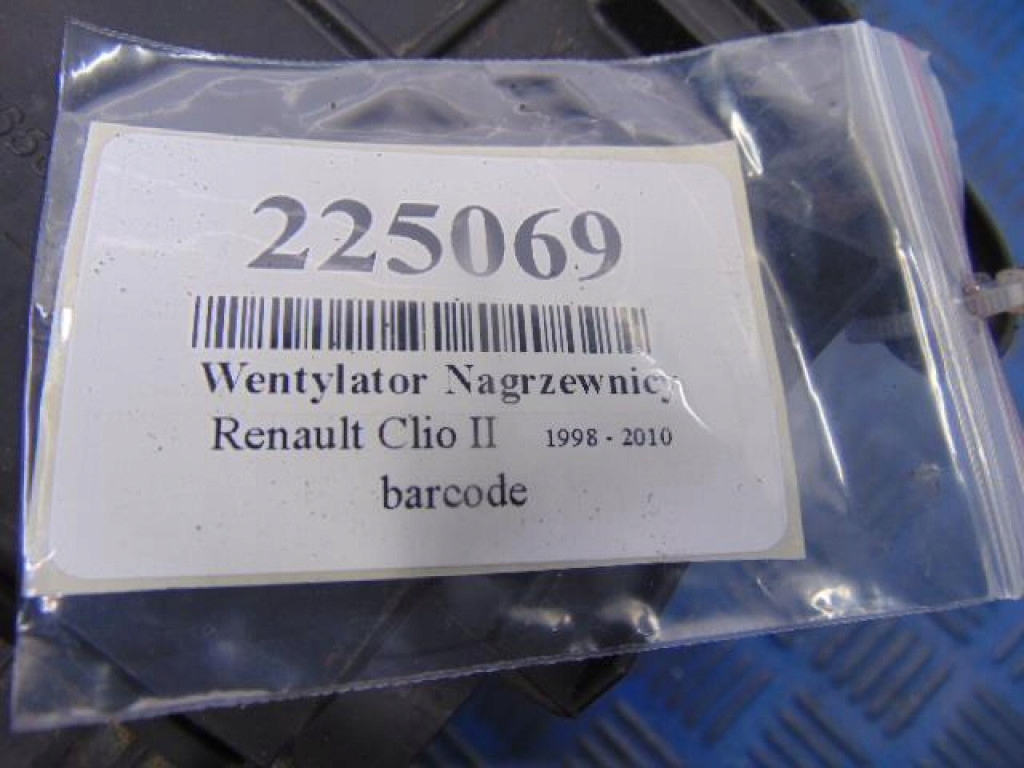 225069
Wentylator Nagrzewnicy
Renault Clio II 1998 - 2010
barcode